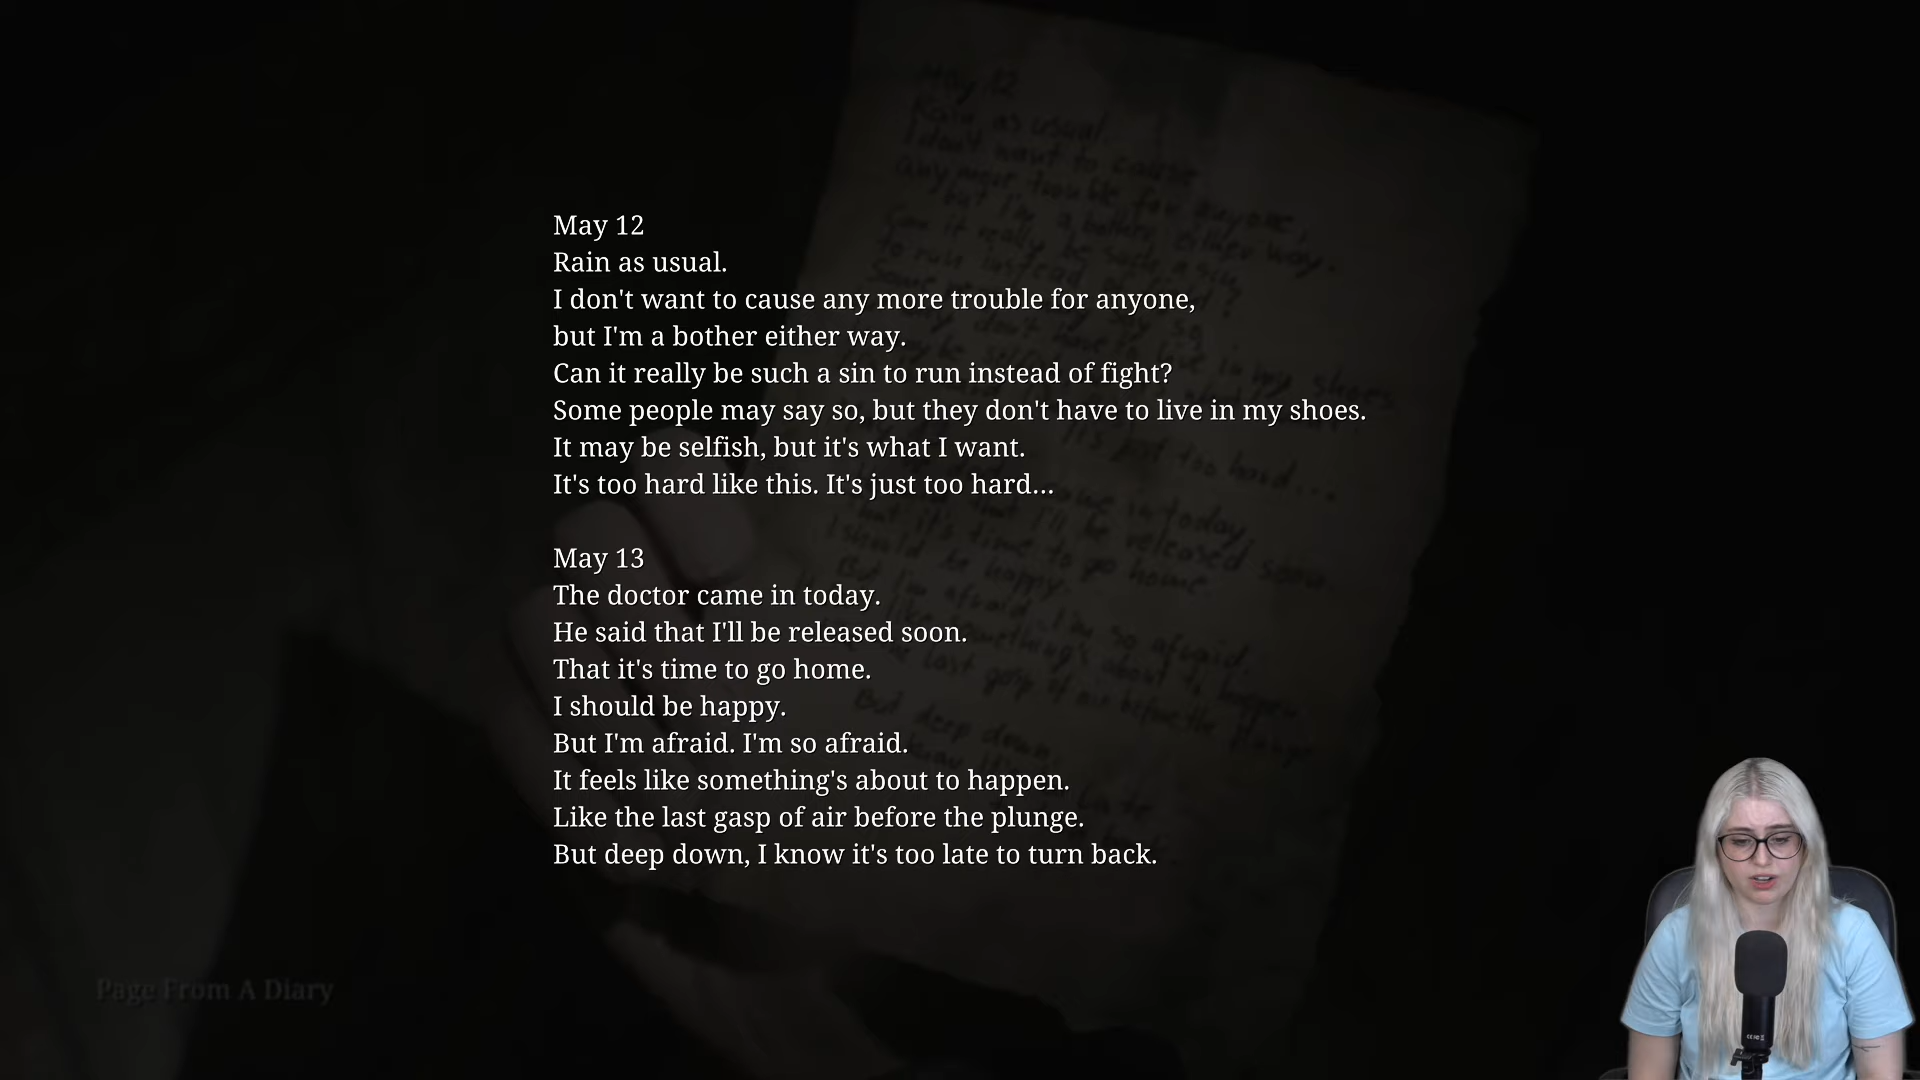 May 12
Rain as usual.
I don't want to cause any more trouble for anyone,
but I'm a bother either way.
Can it really be such a sin to run instead of fight?
Some people may say so, but they don't have to live in my shoes.
It may be selfish, but it's what I want.
It's too hard like this. It's just too hard...
May 13
The doctor came in today.
He said that I'll be released soon.
That it's time to go home.
I should be happy.
But I'm afraid. I'm so afraid.
It feels like something's about to happen.
Like the last gasp of air before the plunge.
But deep down, I know it's too late to turn back.
Page From A Diary